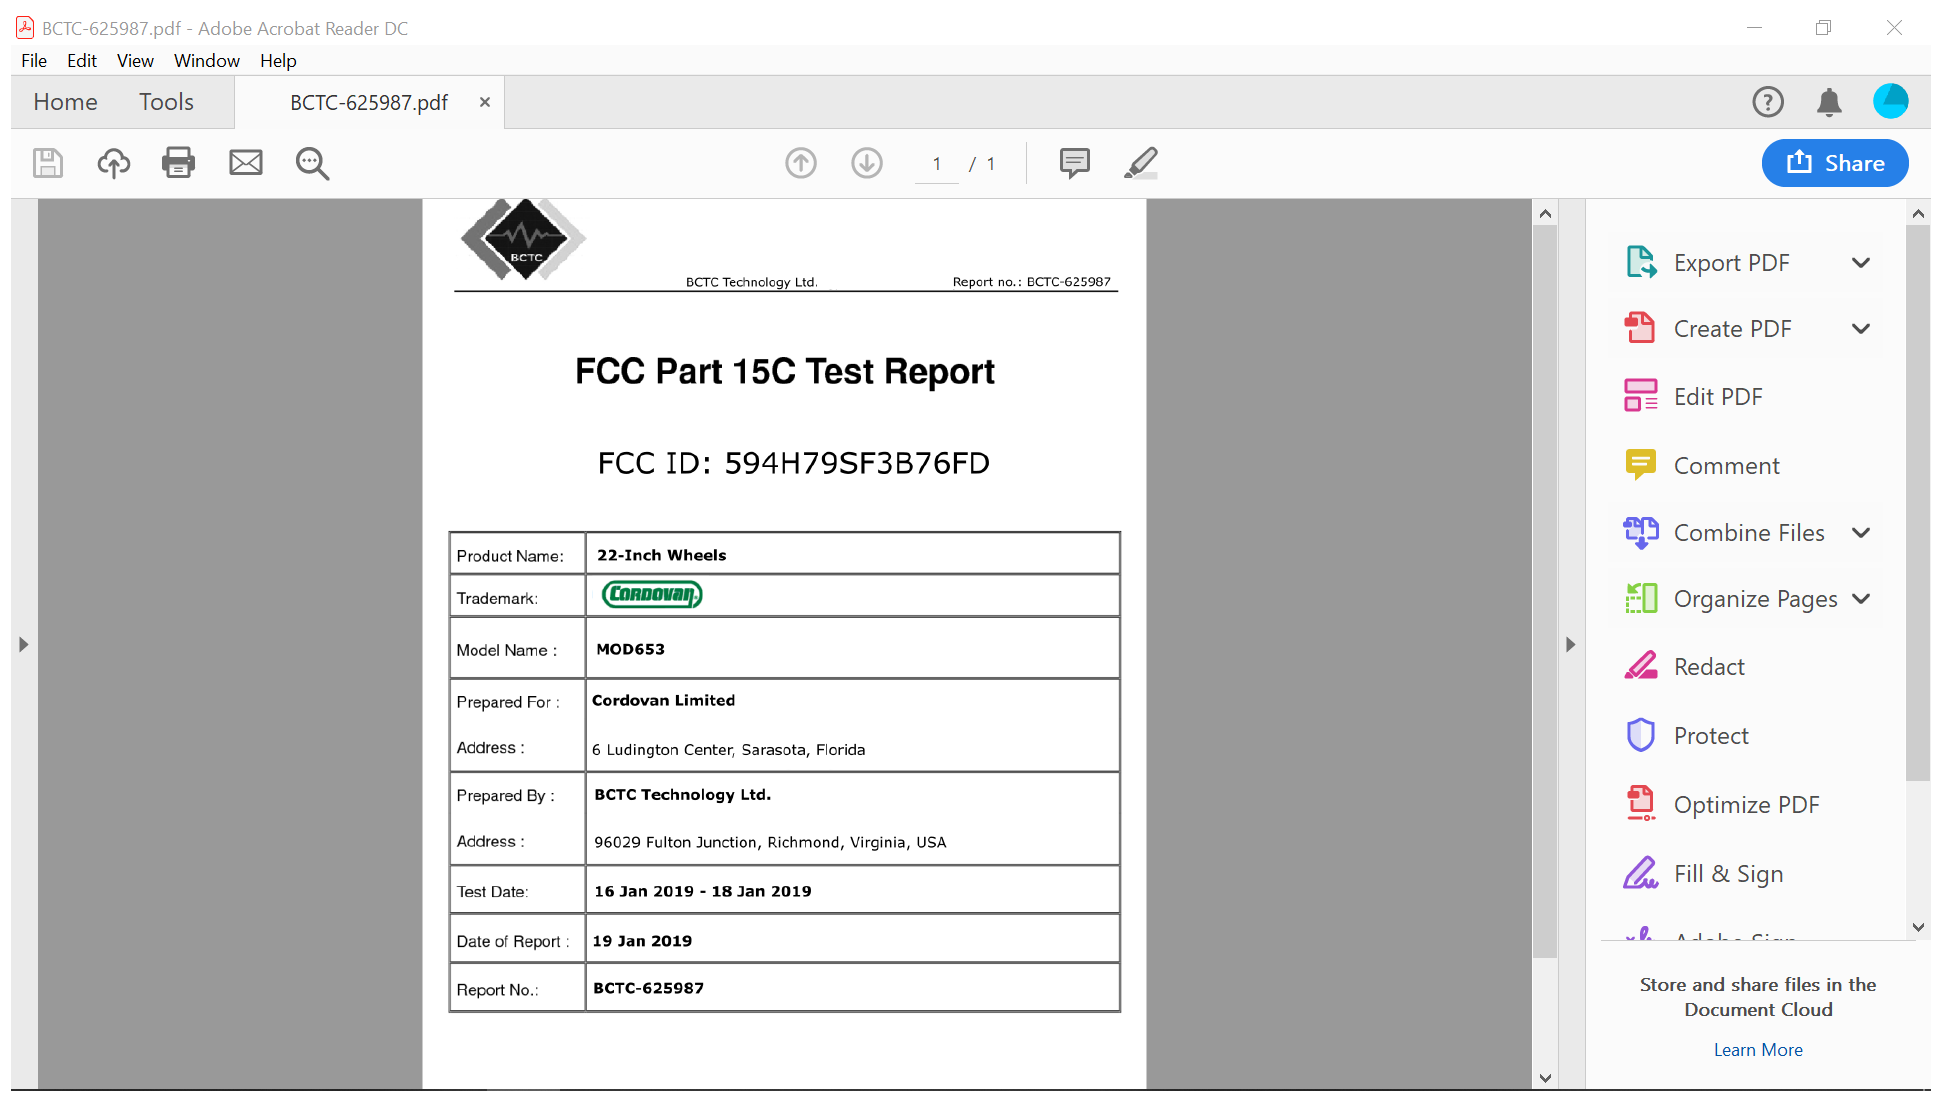 BCTC-625987.pdf - Adobe Acrobat Reader DC
File Edit View Window Help
Home Tools BCTC-625987.pdf ×
1 / 1
Share
BCTC
BCTC Technology Ltd. Report no.: BCTC-625987
FCC Part 15C Test Report
FCC ID: 594H79SF3B76FD
Product Name: 22-Inch Wheels
Trademark: CORDOVAN
Model Name : MOD653
Prepared For : Cordovan Limited
Address : 6 Ludington Center, Sarasota, Florida
Prepared By : BCTC Technology Ltd.
Address : 96029 Fulton Junction, Richmond, Virginia, USA
Test Date: 16 Jan 2019 - 18 Jan 2019
Date of Report : 19 Jan 2019
Report No.: BCTC-625987
Export PDF
Create PDF
Edit PDF
Comment
Combine Files
Organize Pages
Redact
Protect
Optimize PDF
Fill & Sign
Adobe Sign
Store and share files in the
Document Cloud
Learn More